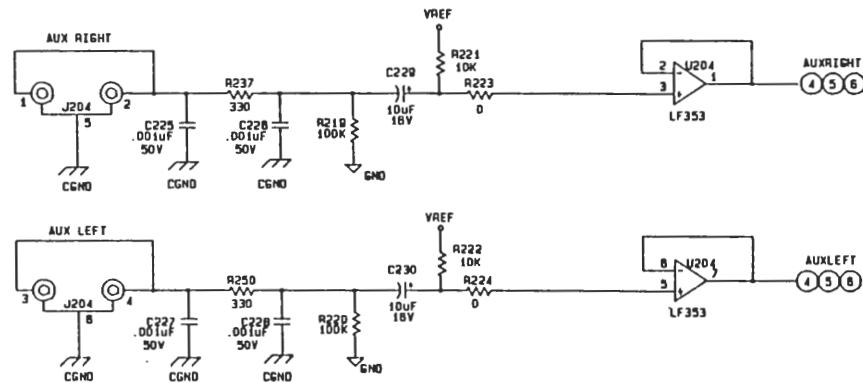 VREF
AUX RIGHT
R221
10K
C229
R223
R237
330
10uF
16V
0
1
J204
5
2
C225
.001uF
50V
C226
.001uF
50V
R219
100K
GND
CGND
CGND
CGND
2
U204
1
3
LF353
AUXRIGHT
4 5 6
VREF
AUX LEFT
R222
10K
C230
R224
R250
330
10uF
16V
0
3
J204
6
4
C227
.001uF
50V
C228
.001uF
50V
R220
100K
GND
CGND
CGND
CGND
6
U204
7
5
LF353
AUXLEFT
4 5 6